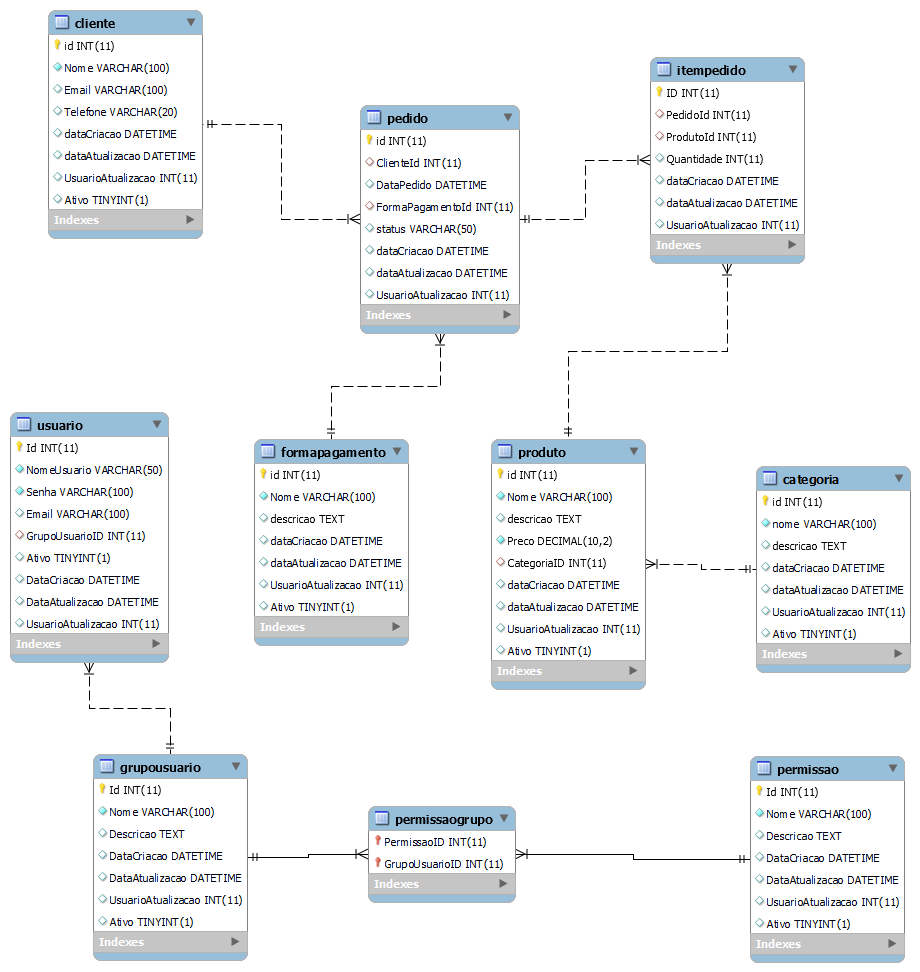 cliente
id INT(11)
Nome VARCHAR(100)
Email VARCHAR(100)
Telefone VARCHAR(20)
dataCriacao DATETIME
dataAtualizacao DATETIME
UsuarioAtualizacao INT(11)
Ativo TINYINT(1)
Indexes
pedido
id INT(11)
ClienteId INT(11)
DataPedido DATETIME
FormaPagamentoId INT(11)
status VARCHAR(50)
dataCriacao DATETIME
dataAtualizacao DATETIME
UsuarioAtualizacao INT(11)
Indexes
itempedido
ID INT(11)
PedidoId INT(11)
ProdutoId INT(11)
Quantidade INT(11)
dataCriacao DATETIME
dataAtualizacao DATETIME
UsuarioAtualizacao INT(11)
Indexes
usuario
Id INT(11)
NomeUsuario VARCHAR(50)
Senha VARCHAR(100)
Email VARCHAR(100)
GrupoUsuarioID INT(11)
Ativo TINYINT(1)
DataCriacao DATETIME
DataAtualizacao DATETIME
UsuarioAtualizacao INT(11)
Indexes
formapagamento
id INT(11)
Nome VARCHAR(100)
descricao TEXT
dataCriacao DATETIME
dataAtualizacao DATETIME
UsuarioAtualizacao INT(11)
Ativo TINYINT(1)
Indexes
produto
id INT(11)
Nome VARCHAR(100)
descricao TEXT
Preco DECIMAL(10,2)
CategoriaID INT(11)
dataCriacao DATETIME
dataAtualizacao DATETIME
UsuarioAtualizacao INT(11)
Ativo TINYINT(1)
Indexes
categoria
id INT(11)
nome VARCHAR(100)
descricao TEXT
dataCriacao DATETIME
dataAtualizacao DATETIME
UsuarioAtualizacao INT(11)
Ativo TINYINT(1)
Indexes
grupousuario
Id INT(11)
Nome VARCHAR(100)
Descricao TEXT
DataCriacao DATETIME
DataAtualizacao DATETIME
UsuarioAtualizacao INT(11)
Ativo TINYINT(1)
Indexes
permissaogrupo
PermissaoID INT(11)
GrupoUsuarioID INT(11)
Indexes
permissao
Id INT(11)
Nome VARCHAR(100)
Descricao TEXT
DataCriacao DATETIME
DataAtualizacao DATETIME
UsuarioAtualizacao INT(11)
Ativo TINYINT(1)
Indexes